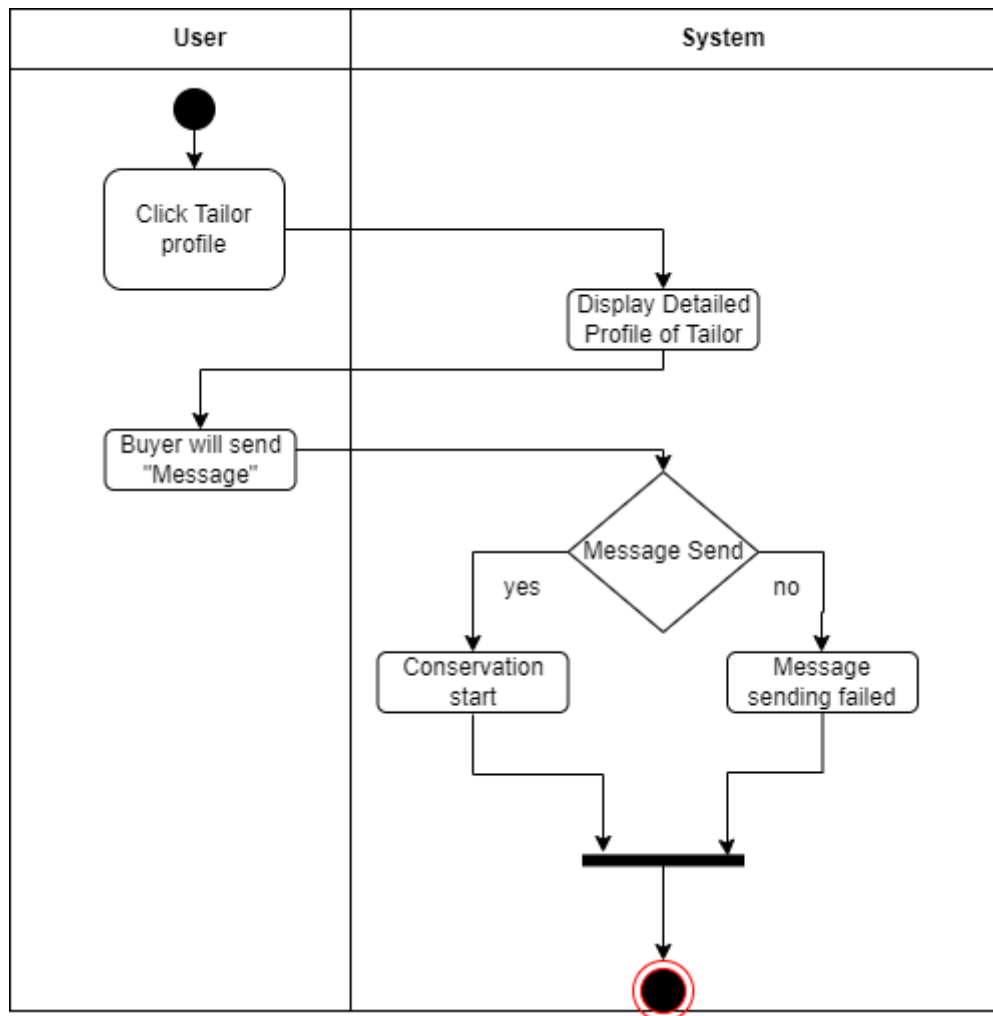 User
System
Click Tailor
profile
Display Detailed
Profile of Tailor
Buyer will send
"Message"
Message Send
yes
no
Conservation
start
Message
sending failed